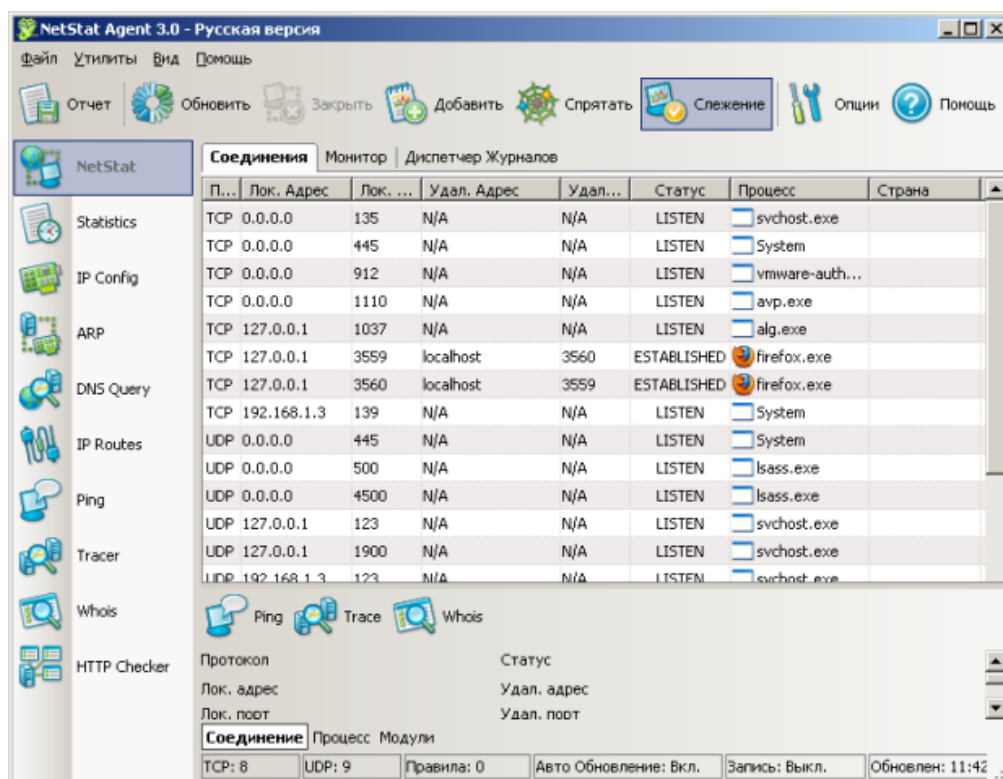 NetStat Agent 3.0 - Русская версия
Файл Утилиты Вид Помощь
Отчет Обновить Закрыть Добавить Спрятать Слежение Опции Помощь
NetStat
Statistics
IP Config
ARP
DNS Query
IP Routes
Ping
Tracer
Whois
HTTP Checker
Соединения Монитор Диспетчер Журналов
П... Лок. Адрес Лок. ... Удал. Адрес Удал... Статус Процесс Страна
TCP 0.0.0.0 135 N/A N/A LISTEN svchost.exe
TCP 0.0.0.0 445 N/A N/A LISTEN System
TCP 0.0.0.0 912 N/A N/A LISTEN vmware-auth...
TCP 0.0.0.0 1110 N/A N/A LISTEN avp.exe
TCP 127.0.0.1 1037 N/A N/A LISTEN alg.exe
TCP 127.0.0.1 3559 localhost 3560 ESTABLISHED firefox.exe
TCP 127.0.0.1 3560 localhost 3559 ESTABLISHED firefox.exe
TCP 192.168.1.3 139 N/A N/A LISTEN System
UDP 0.0.0.0 445 N/A N/A LISTEN System
UDP 0.0.0.0 500 N/A N/A LISTEN lsass.exe
UDP 0.0.0.0 4500 N/A N/A LISTEN lsass.exe
UDP 127.0.0.1 123 N/A N/A LISTEN svchost.exe
UDP 127.0.0.1 1900 N/A N/A LISTEN svchost.exe
UDP 192.168.1.3 123 N/A N/A LISTEN svchost.exe
Ping Trace Whois
Протокол Статус
Лок. адрес Удал. адрес
Лок. порт Удал. порт
Соединение Процесс Модули
TCP: 8 UDP: 9 Правила: 0 Авто Обновление: Вкл. Запись: Выкл. Обновлен: 11:42